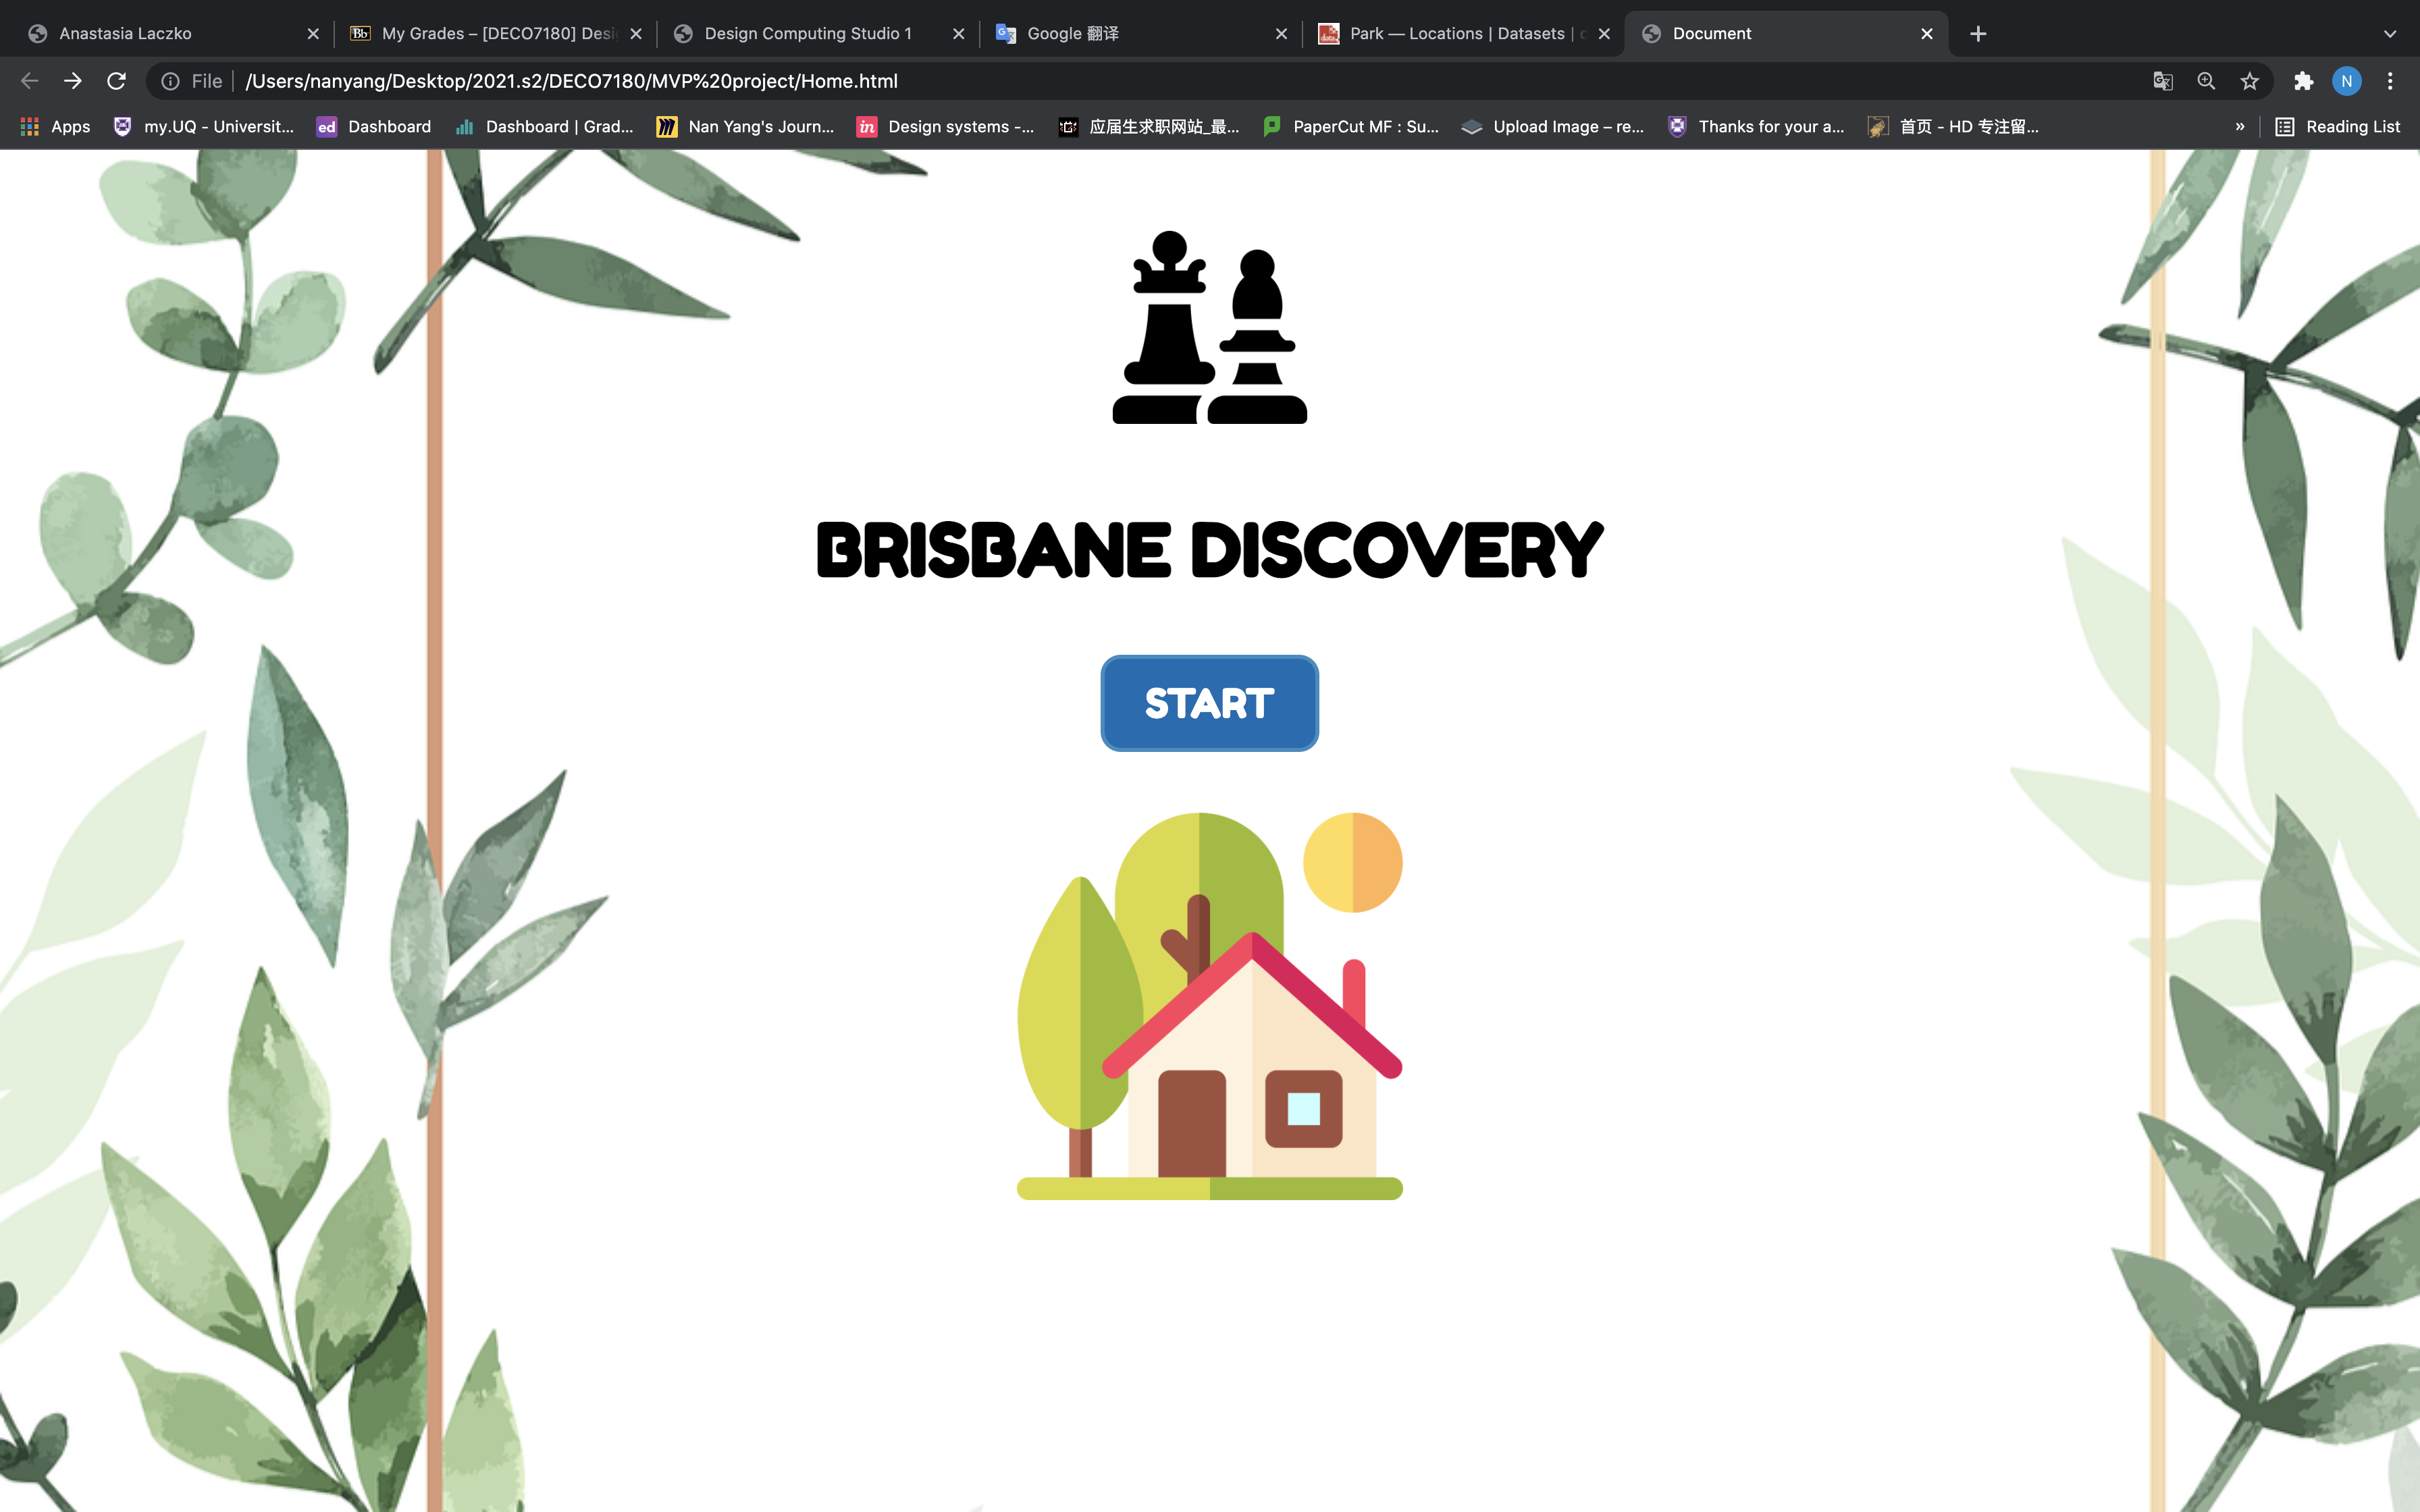 Anastasia Laczko
Bb My Grades – [DECO7180] Desi
Design Computing Studio 1
Google 翻译
Park — Locations | Datasets |
Document
File /Users/nanyang/Desktop/2021.s2/DECO7180/MVP%20project/Home.html
N
Apps
my.UQ - Universit...
ed Dashboard
Dashboard | Grad...
Nan Yang's Journ...
in Design systems -...
应届生求职网站_最...
PaperCut MF : Su...
Upload Image – re...
Thanks for your a...
首页 - HD 专注留...
»
Reading List
BRISBANE DISCOVERY
START